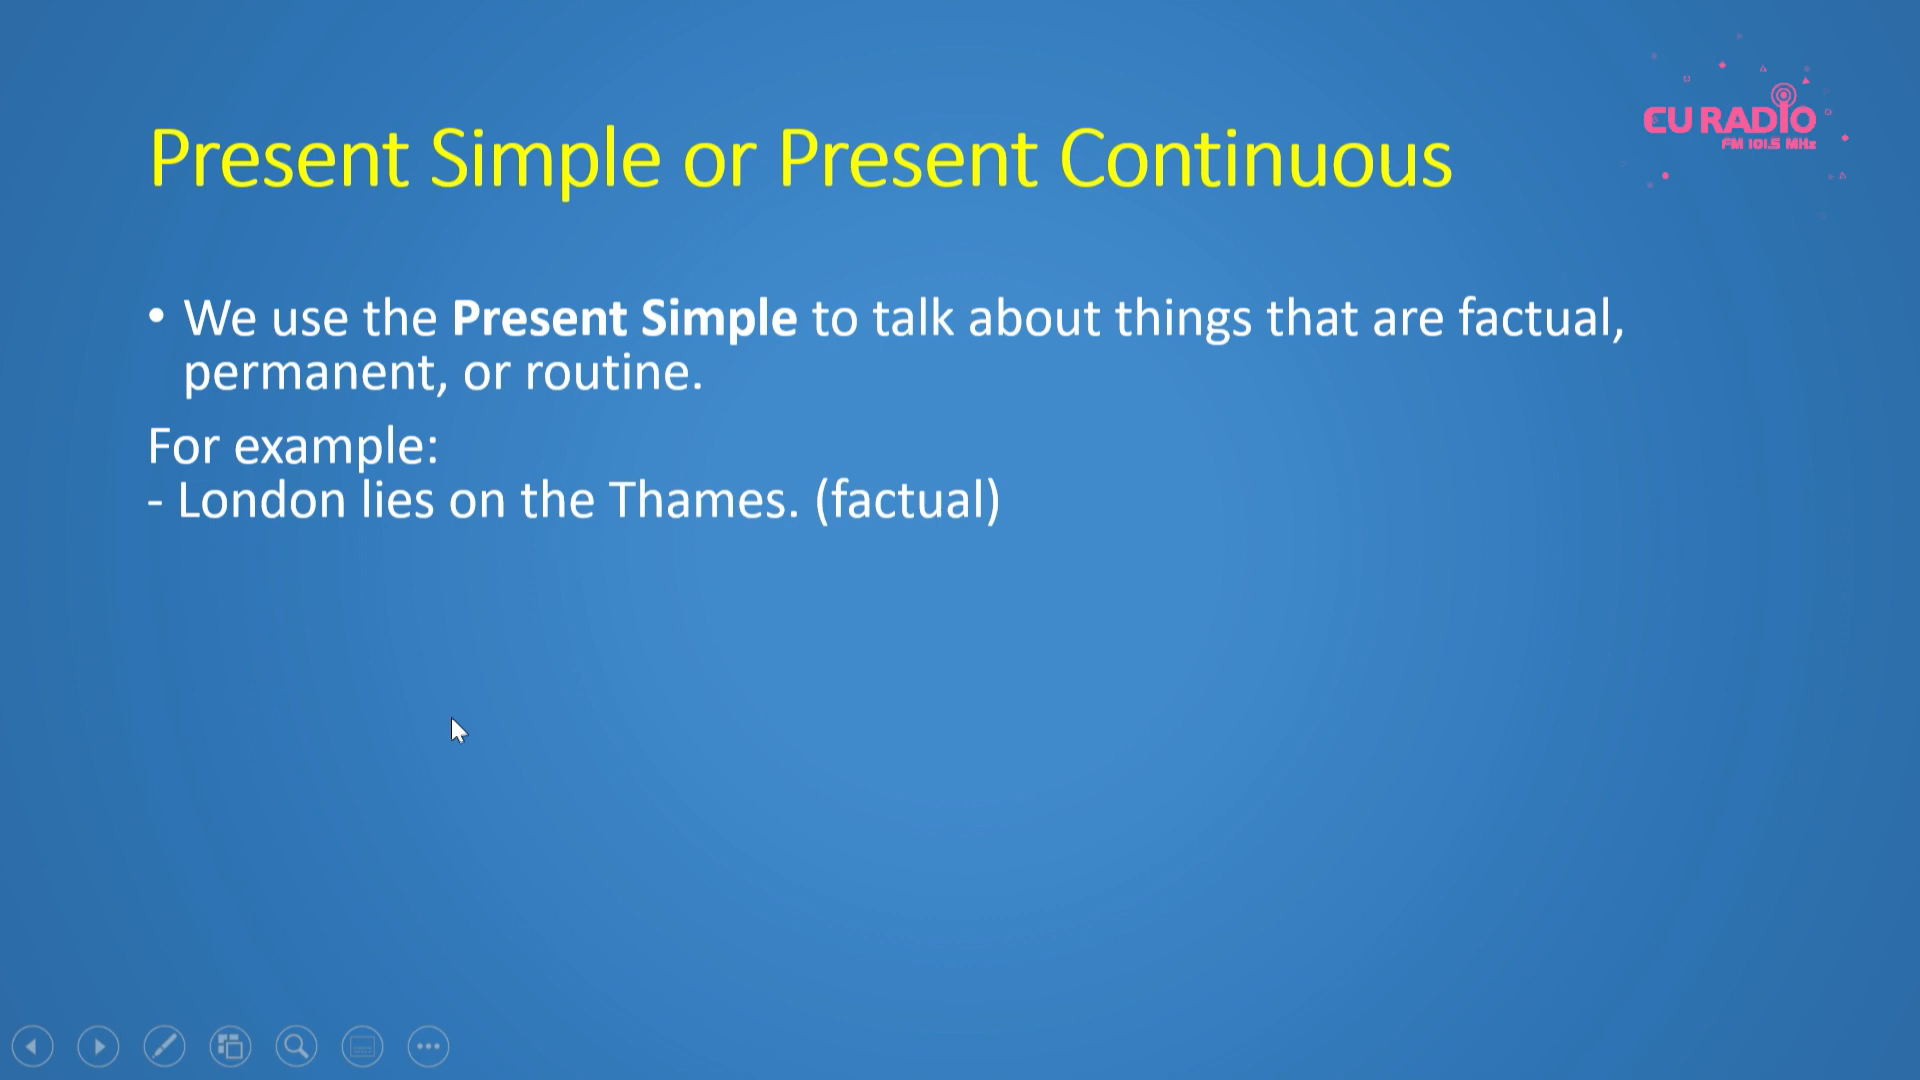 Present Simple or Present Continuous
CU RADIO
FM 101.5 MHz
• We use the Present Simple to talk about things that are factual,
permanent, or routine.
For example:
- London lies on the Thames. (factual)